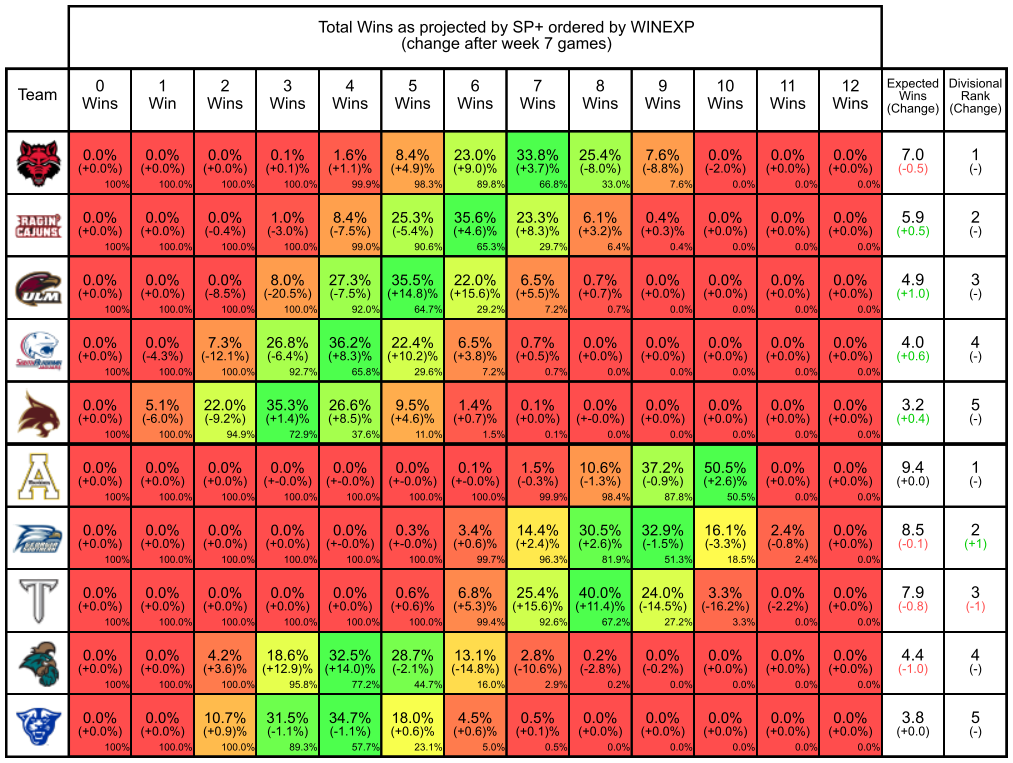 Total Wins as projected by SP+ ordered by WINEXP
(change after week 7 games)
Team 0 Wins 1 Win 2 Wins 3 Wins 4 Wins 5 Wins 6 Wins 7 Wins 8 Wins 9 Wins 10 Wins 11 Wins 12 Wins Expected Wins (Change) Divisional Rank (Change)
0.0% 0.0% 0.0% 0.1% 1.6% 8.4% 23.0% 33.8% 25.4% 7.6% 0.0% 0.0% 0.0% 7.0 1
(+0.0%) (+0.0%) (+0.0%) (+0.1%) (+1.1%) (+4.9%) (+9.0%) (+3.7%) (-8.0%) (-8.8%) (-2.0%) (+0.0%) (+0.0%) (-0.5) (-)
100% 100.0% 100.0% 100.0% 99.9% 98.3% 89.8% 66.8% 33.0% 7.6% 0.0% 0.0% 0.0%
RAGIN' CAJUNS
0.0% 0.0% 0.0% 1.0% 8.4% 25.3% 35.6% 23.3% 6.1% 0.4% 0.0% 0.0% 0.0% 5.9 2
(+0.0%) (+0.0%) (-0.4%) (-3.0%) (-7.5%) (-5.4%) (+4.6%) (+8.3%) (+3.2%) (+0.3%) (+0.0%) (+0.0%) (+0.0%) (+0.5) (-)
100% 100.0% 100.0% 100.0% 99.0% 90.6% 65.3% 29.7% 6.4% 0.4% 0.0% 0.0% 0.0%
ULM
0.0% 0.0% 0.0% 8.0% 27.3% 35.5% 22.0% 6.5% 0.7% 0.0% 0.0% 0.0% 0.0% 4.9 3
(+0.0%) (+0.0%) (-8.5%) (-20.5%) (-7.5%) (+14.8)% (+15.6)% (+5.5)% (+0.7)% (+0.0%) (+0.0%) (+0.0%) (+0.0%) (+1.0) (-)
100% 100.0% 100.0% 100.0% 92.0% 64.7% 29.2% 7.2% 0.7% 0.0% 0.0% 0.0% 0.0%
0.0% 0.0% 7.3% 26.8% 36.2% 22.4% 6.5% 0.7% 0.0% 0.0% 0.0% 0.0% 0.0% 4.0 4
(+0.0%) (-4.3%) (-12.1%) (-6.4%) (+8.3)% (+10.2)% (+3.8)% (+0.5)% (+0.0%) (+0.0%) (+0.0%) (+0.0%) (+0.0%) (+0.6) (-)
100% 100.0% 100.0% 92.7% 65.8% 29.6% 7.2% 0.7% 0.0% 0.0% 0.0% 0.0% 0.0%
0.0% 5.1% 22.0% 35.3% 26.6% 9.5% 1.4% 0.1% 0.0% 0.0% 0.0% 0.0% 0.0% 3.2 5
(+0.0%) (-6.0%) (-9.2%) (+1.4)% (+8.5)% (+4.6)% (+0.7)% (+0.0%) (+-0.0%) (+0.0%) (+0.0%) (+0.0%) (+0.0%) (+0.4) (-)
100% 100.0% 94.9% 72.9% 37.6% 11.0% 1.5% 0.1% 0.0% 0.0% 0.0% 0.0% 0.0%
A
0.0% 0.0% 0.0% 0.0% 0.0% 0.0% 0.1% 1.5% 10.6% 37.2% 50.5% 0.0% 0.0% 9.4 1
(+0.0%) (+0.0%) (+0.0%) (+-0.0%) (+-0.0%) (+-0.0%) (+-0.0%) (-0.3%) (-1.3%) (-0.9%) (+2.6)% (+0.0%) (+0.0%) (+0.0) (-)
100% 100.0% 100.0% 100.0% 100.0% 100.0% 100.0% 99.9% 98.4% 87.8% 50.5% 0.0% 0.0%
GEORGIA SOUTHERN
0.0% 0.0% 0.0% 0.0% 0.0% 0.3% 3.4% 14.4% 30.5% 32.9% 16.1% 2.4% 0.0% 8.5 2
(+0.0%) (+0.0%) (+0.0%) (+0.0%) (+-0.0%) (+-0.0%) (+0.6)% (+2.4)% (+2.6)% (-1.5%) (-3.3%) (-0.8%) (+0.0%) (-0.1) (+1)
100% 100.0% 100.0% 100.0% 100.0% 100.0% 99.7% 96.3% 81.9% 51.3% 18.5% 2.4% 0.0%
T
0.0% 0.0% 0.0% 0.0% 0.0% 0.6% 6.8% 25.4% 40.0% 24.0% 3.3% 0.0% 0.0% 7.9 3
(+0.0%) (+0.0%) (+0.0%) (+0.0%) (+0.0%) (+0.6)% (+5.3)% (+15.6)% (+11.4)% (-14.5%) (-16.2%) (-2.2%) (+0.0%) (-0.8) (-1)
100% 100.0% 100.0% 100.0% 100.0% 100.0% 99.4% 92.6% 67.2% 27.2% 3.3% 0.0% 0.0%
0.0% 0.0% 4.2% 18.6% 32.5% 28.7% 13.1% 2.8% 0.2% 0.0% 0.0% 0.0% 0.0% 4.4 4
(+0.0%) (+0.0%) (+3.6)% (+12.9)% (+14.0)% (-2.1%) (-14.8%) (-10.6%) (-2.8%) (-0.2%) (+0.0%) (+0.0%) (+0.0%) (-1.0) (-)
100% 100.0% 100.0% 95.8% 77.2% 44.7% 16.0% 2.9% 0.2% 0.0% 0.0% 0.0% 0.0%
0.0% 0.0% 10.7% 31.5% 34.7% 18.0% 4.5% 0.5% 0.0% 0.0% 0.0% 0.0% 0.0% 3.8 5
(+0.0%) (+0.0%) (+0.9)% (-1.1%) (-1.1%) (+0.6)% (+0.6)% (+0.1)% (+0.0%) (+0.0%) (+0.0%) (+0.0%) (+0.0%) (+0.0) (-)
100% 100.0% 100.0% 89.3% 57.7% 23.1% 5.0% 0.5% 0.0% 0.0% 0.0% 0.0% 0.0%